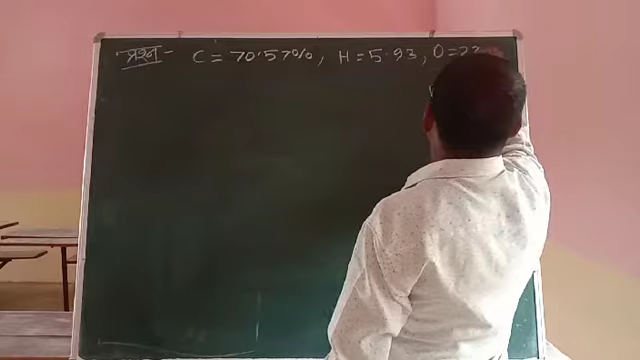 प्रश्न - C = 70.57%, H = 5.93, O = 23